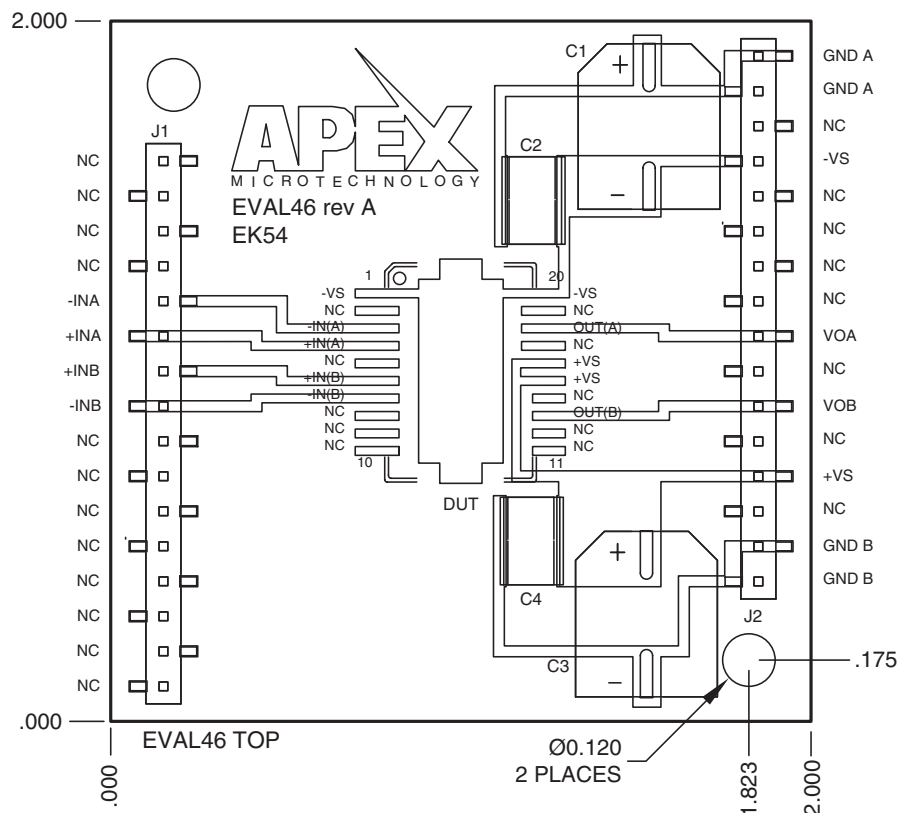 2.000
C1
+
GND A
GND A
J1
C2
NC
APEX
NC
-VS
MICROTECHNOLOGY
–
NC
EVAL46 rev A
NC
NC
EK54
NC
NC
NC
1
20
-INA
-VS
-VS
NC
NC
NC
-IN(A)
OUT(A)
+INA
+IN(A)
NC
VOA
NC
+VS
+INB
+IN(B)
+VS
NC
-IN(B)
NC
-INB
NC
OUT(B)
VOB
NC
NC
NC
NC
NC
NC
10
11
NC
+VS
DUT
NC
NC
NC
+
GND B
NC
C4
GND B
NC
J2
NC
C3
.175
NC
–
.000
EVAL46 TOP
Ø0.120
2 PLACES
.000
1.823
2.000